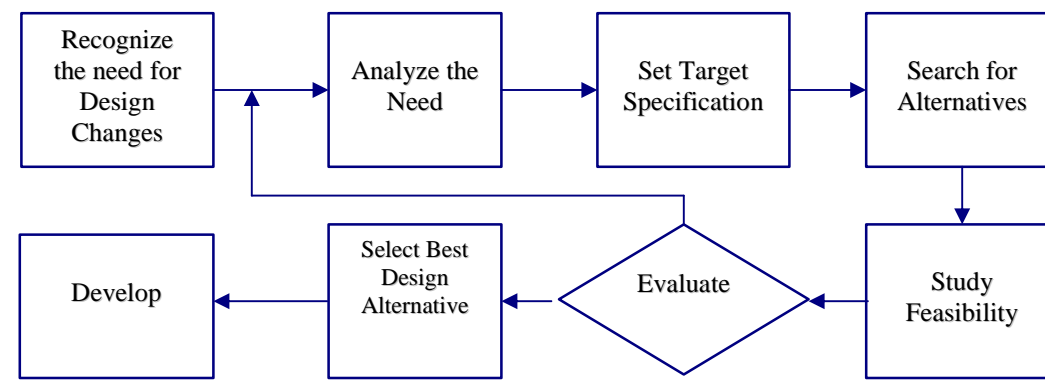 Recognize
the need for
Design
Changes
Analyze the
Need
Set Target
Specification
Search for
Alternatives
Study
Feasibility
Evaluate
Select Best
Design
Alternative
Develop